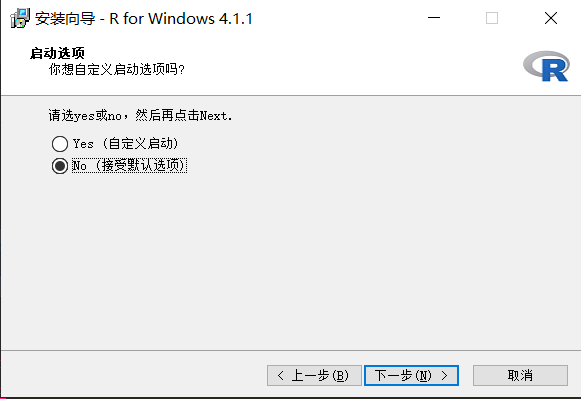 安装向导 - R for Windows 4.1.1
启动选项
你想自定义启动选项吗?
R
请选yes或no，然后再点击Next.
Yes (自定义启动)
No (接受默认选项)
< 上一步(B)
下一步(N) >
取消